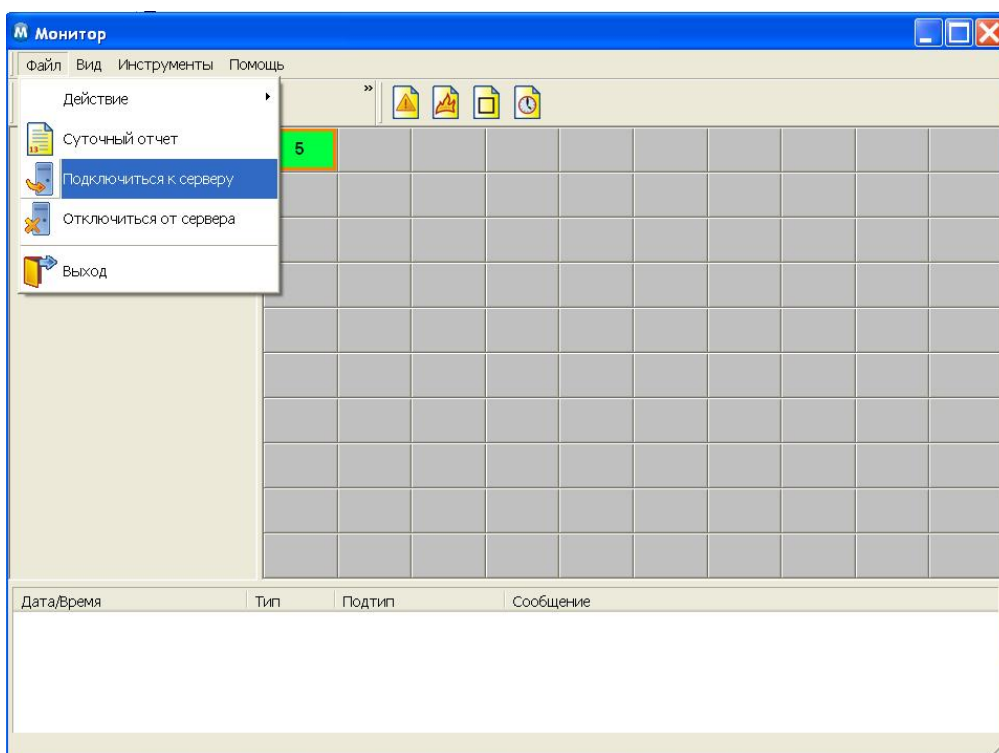 Монитор
Файл Вид Инструменты Помощь
Действие
»
Суточный отчет
5
Подключиться к серверу
Отключиться от сервера
Выход
Дата/Время Тип Подтип Сообщение